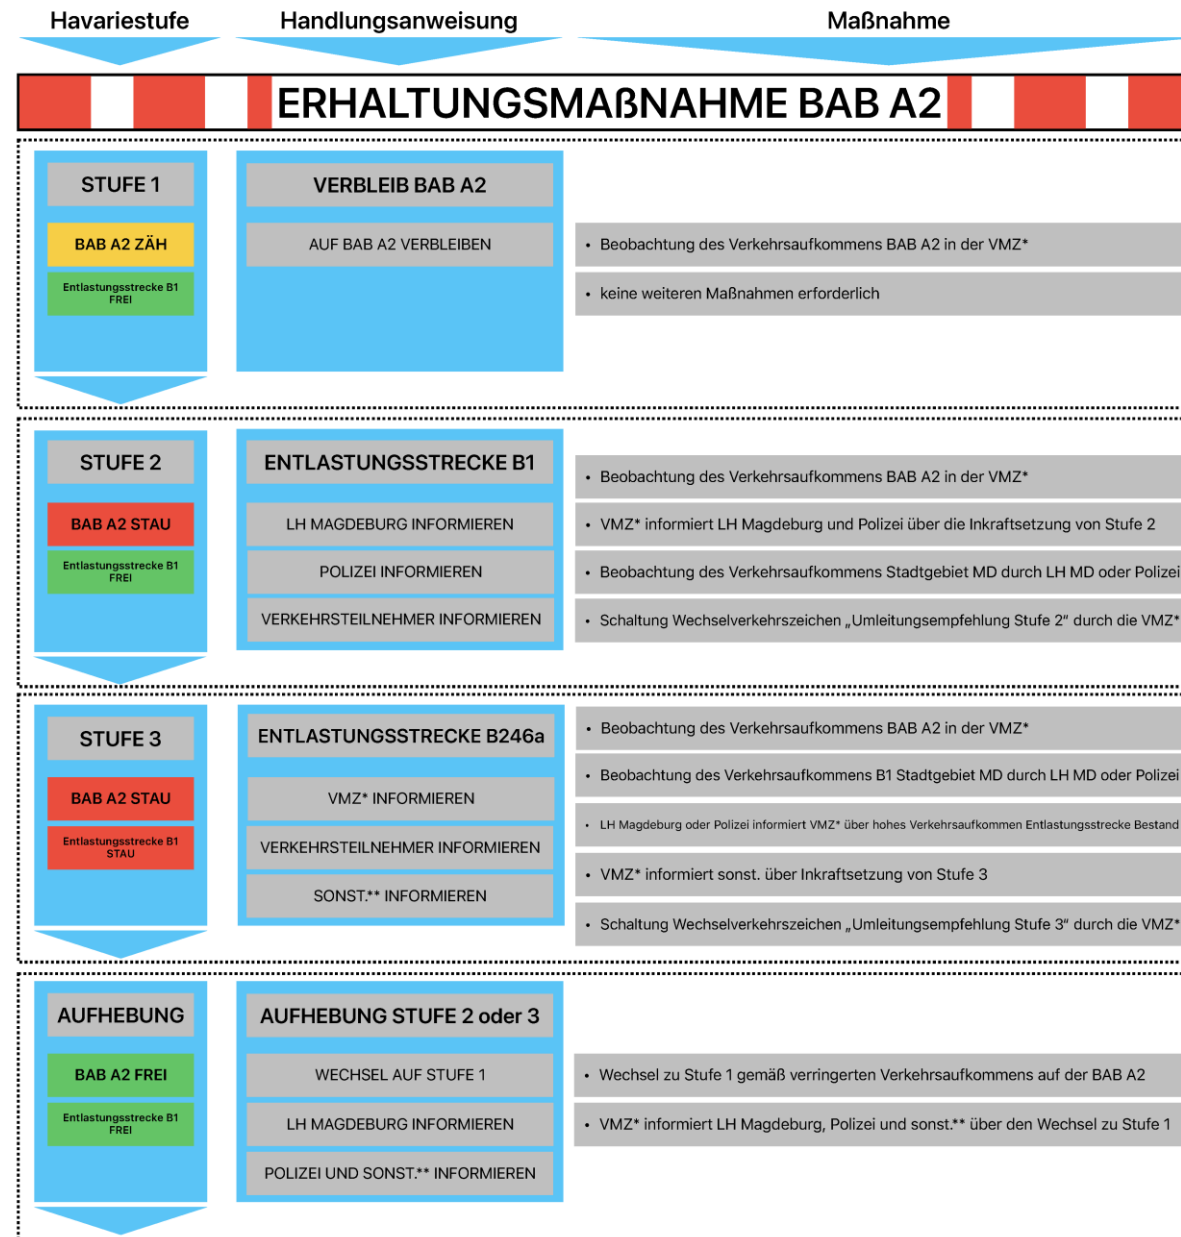 Havariestufe
Handlungsanweisung
Maßnahme
ERHALTUNGSMAßNAHME BAB A2
STUFE 1
BAB A2 ZÄH
Entlastungsstrecke B1
FREI
VERBLEIB BAB A2
AUF BAB A2 VERBLEIBEN
• Beobachtung des Verkehrsaufkommens BAB A2 in der VMZ*
• keine weiteren Maßnahmen erforderlich
STUFE 2
BAB A2 STAU
Entlastungsstrecke B1
FREI
ENTLASTUNGSSTRECKE B1
LH MAGDEBURG INFORMIEREN
POLIZEI INFORMIEREN
VERKEHRSTEILNEHMER INFORMIEREN
• Beobachtung des Verkehrsaufkommens BAB A2 in der VMZ*
• VMZ* informiert LH Magdeburg und Polizei über die Inkraftsetzung von Stufe 2
• Beobachtung des Verkehrsaufkommens Stadtgebiet MD durch LH MD oder Polizei
• Schaltung Wechselverkehrszeichen „Umleitungsempfehlung Stufe 2" durch die VMZ*
STUFE 3
BAB A2 STAU
Entlastungsstrecke B1
STAU
ENTLASTUNGSSTRECKE B246a
VMZ* INFORMIEREN
VERKEHRSTEILNEHMER INFORMIEREN
SONST.** INFORMIEREN
• Beobachtung des Verkehrsaufkommens BAB A2 in der VMZ*
• Beobachtung des Verkehrsaufkommens B1 Stadtgebiet MD durch LH MD oder Polizei
• LH Magdeburg oder Polizei informiert VMZ* über hohes Verkehrsaufkommen Entlastungsstrecke Bestand
• VMZ* informiert sonst. über Inkraftsetzung von Stufe 3
• Schaltung Wechselverkehrszeichen „Umleitungsempfehlung Stufe 3" durch die VMZ*
AUFHEBUNG
BAB A2 FREI
Entlastungsstrecke B1
FREI
AUFHEBUNG STUFE 2 oder 3
WECHSEL AUF STUFE 1
LH MAGDEBURG INFORMIEREN
POLIZEI UND SONST.** INFORMIEREN
• Wechsel zu Stufe 1 gemäß verringerten Verkehrsaufkommens auf der BAB A2
• VMZ* informiert LH Magdeburg, Polizei und sonst.** über den Wechsel zu Stufe 1